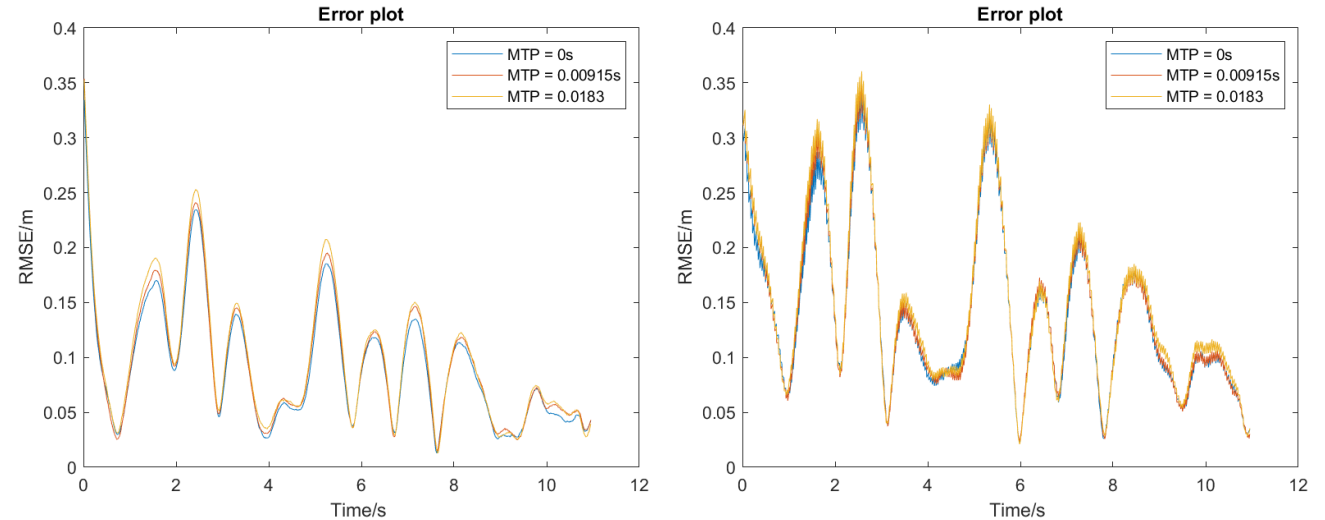 Error plot
0.4
0.35
0.3
0.25
0.2
0.15
0.1
0.05
0
RMSE/m
0 2 4 6 8 10 12
Time/s
MTP = 0s
MTP = 0.00915s
MTP = 0.0183
Error plot
0.4
0.35
0.3
0.25
0.2
0.15
0.1
0.05
0
RMSE/m
0 2 4 6 8 10 12
Time/s
MTP = 0s
MTP = 0.00915s
MTP = 0.0183